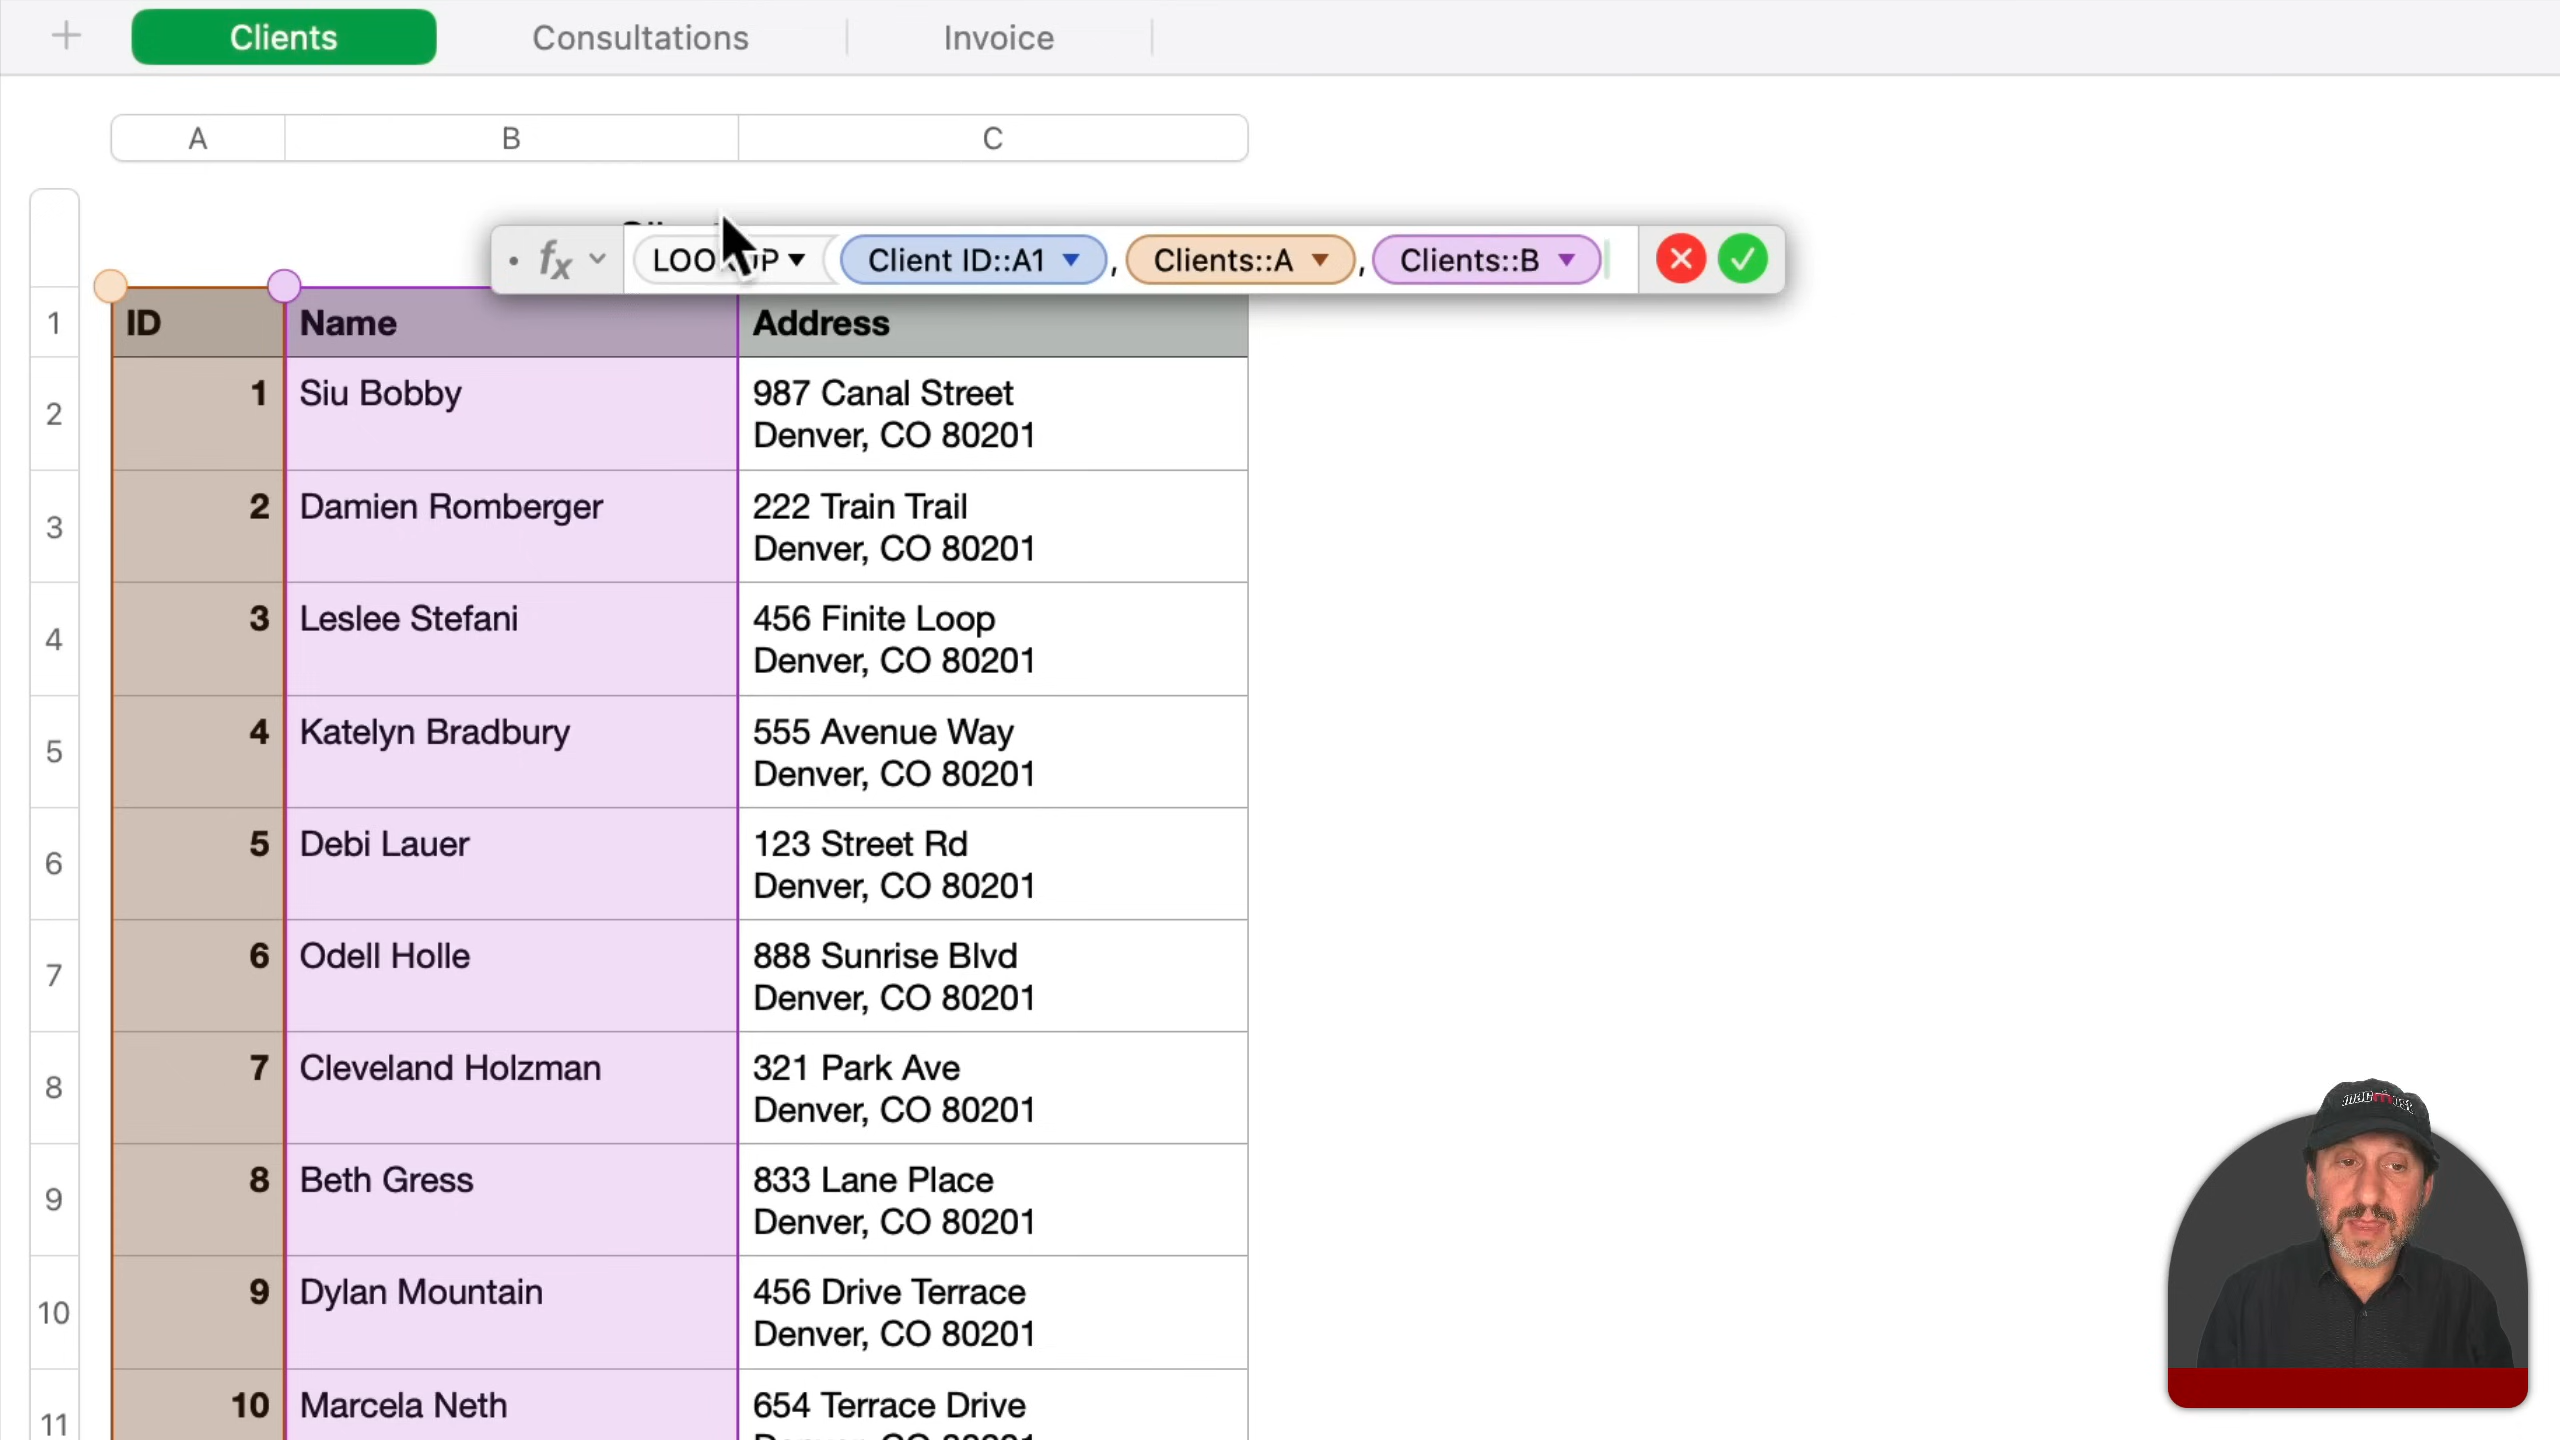 Clients Consultations Invoice
A B C
fx LOOKUP Client ID::A1 , Clients::A , Clients::B
1 ID Name Address
2 1 Siu Bobby 987 Canal Street
Denver, CO 80201
3 2 Damien Romberger 222 Train Trail
Denver, CO 80201
4 3 Leslee Stefani 456 Finite Loop
Denver, CO 80201
5 4 Katelyn Bradbury 555 Avenue Way
Denver, CO 80201
6 5 Debi Lauer 123 Street Rd
Denver, CO 80201
7 6 Odell Holle 888 Sunrise Blvd
Denver, CO 80201
8 7 Cleveland Holzman 321 Park Ave
Denver, CO 80201
9 8 Beth Gress 833 Lane Place
Denver, CO 80201
10 9 Dylan Mountain 456 Drive Terrace
Denver, CO 80201
11 10 Marcela Neth 654 Terrace Drive
macmost